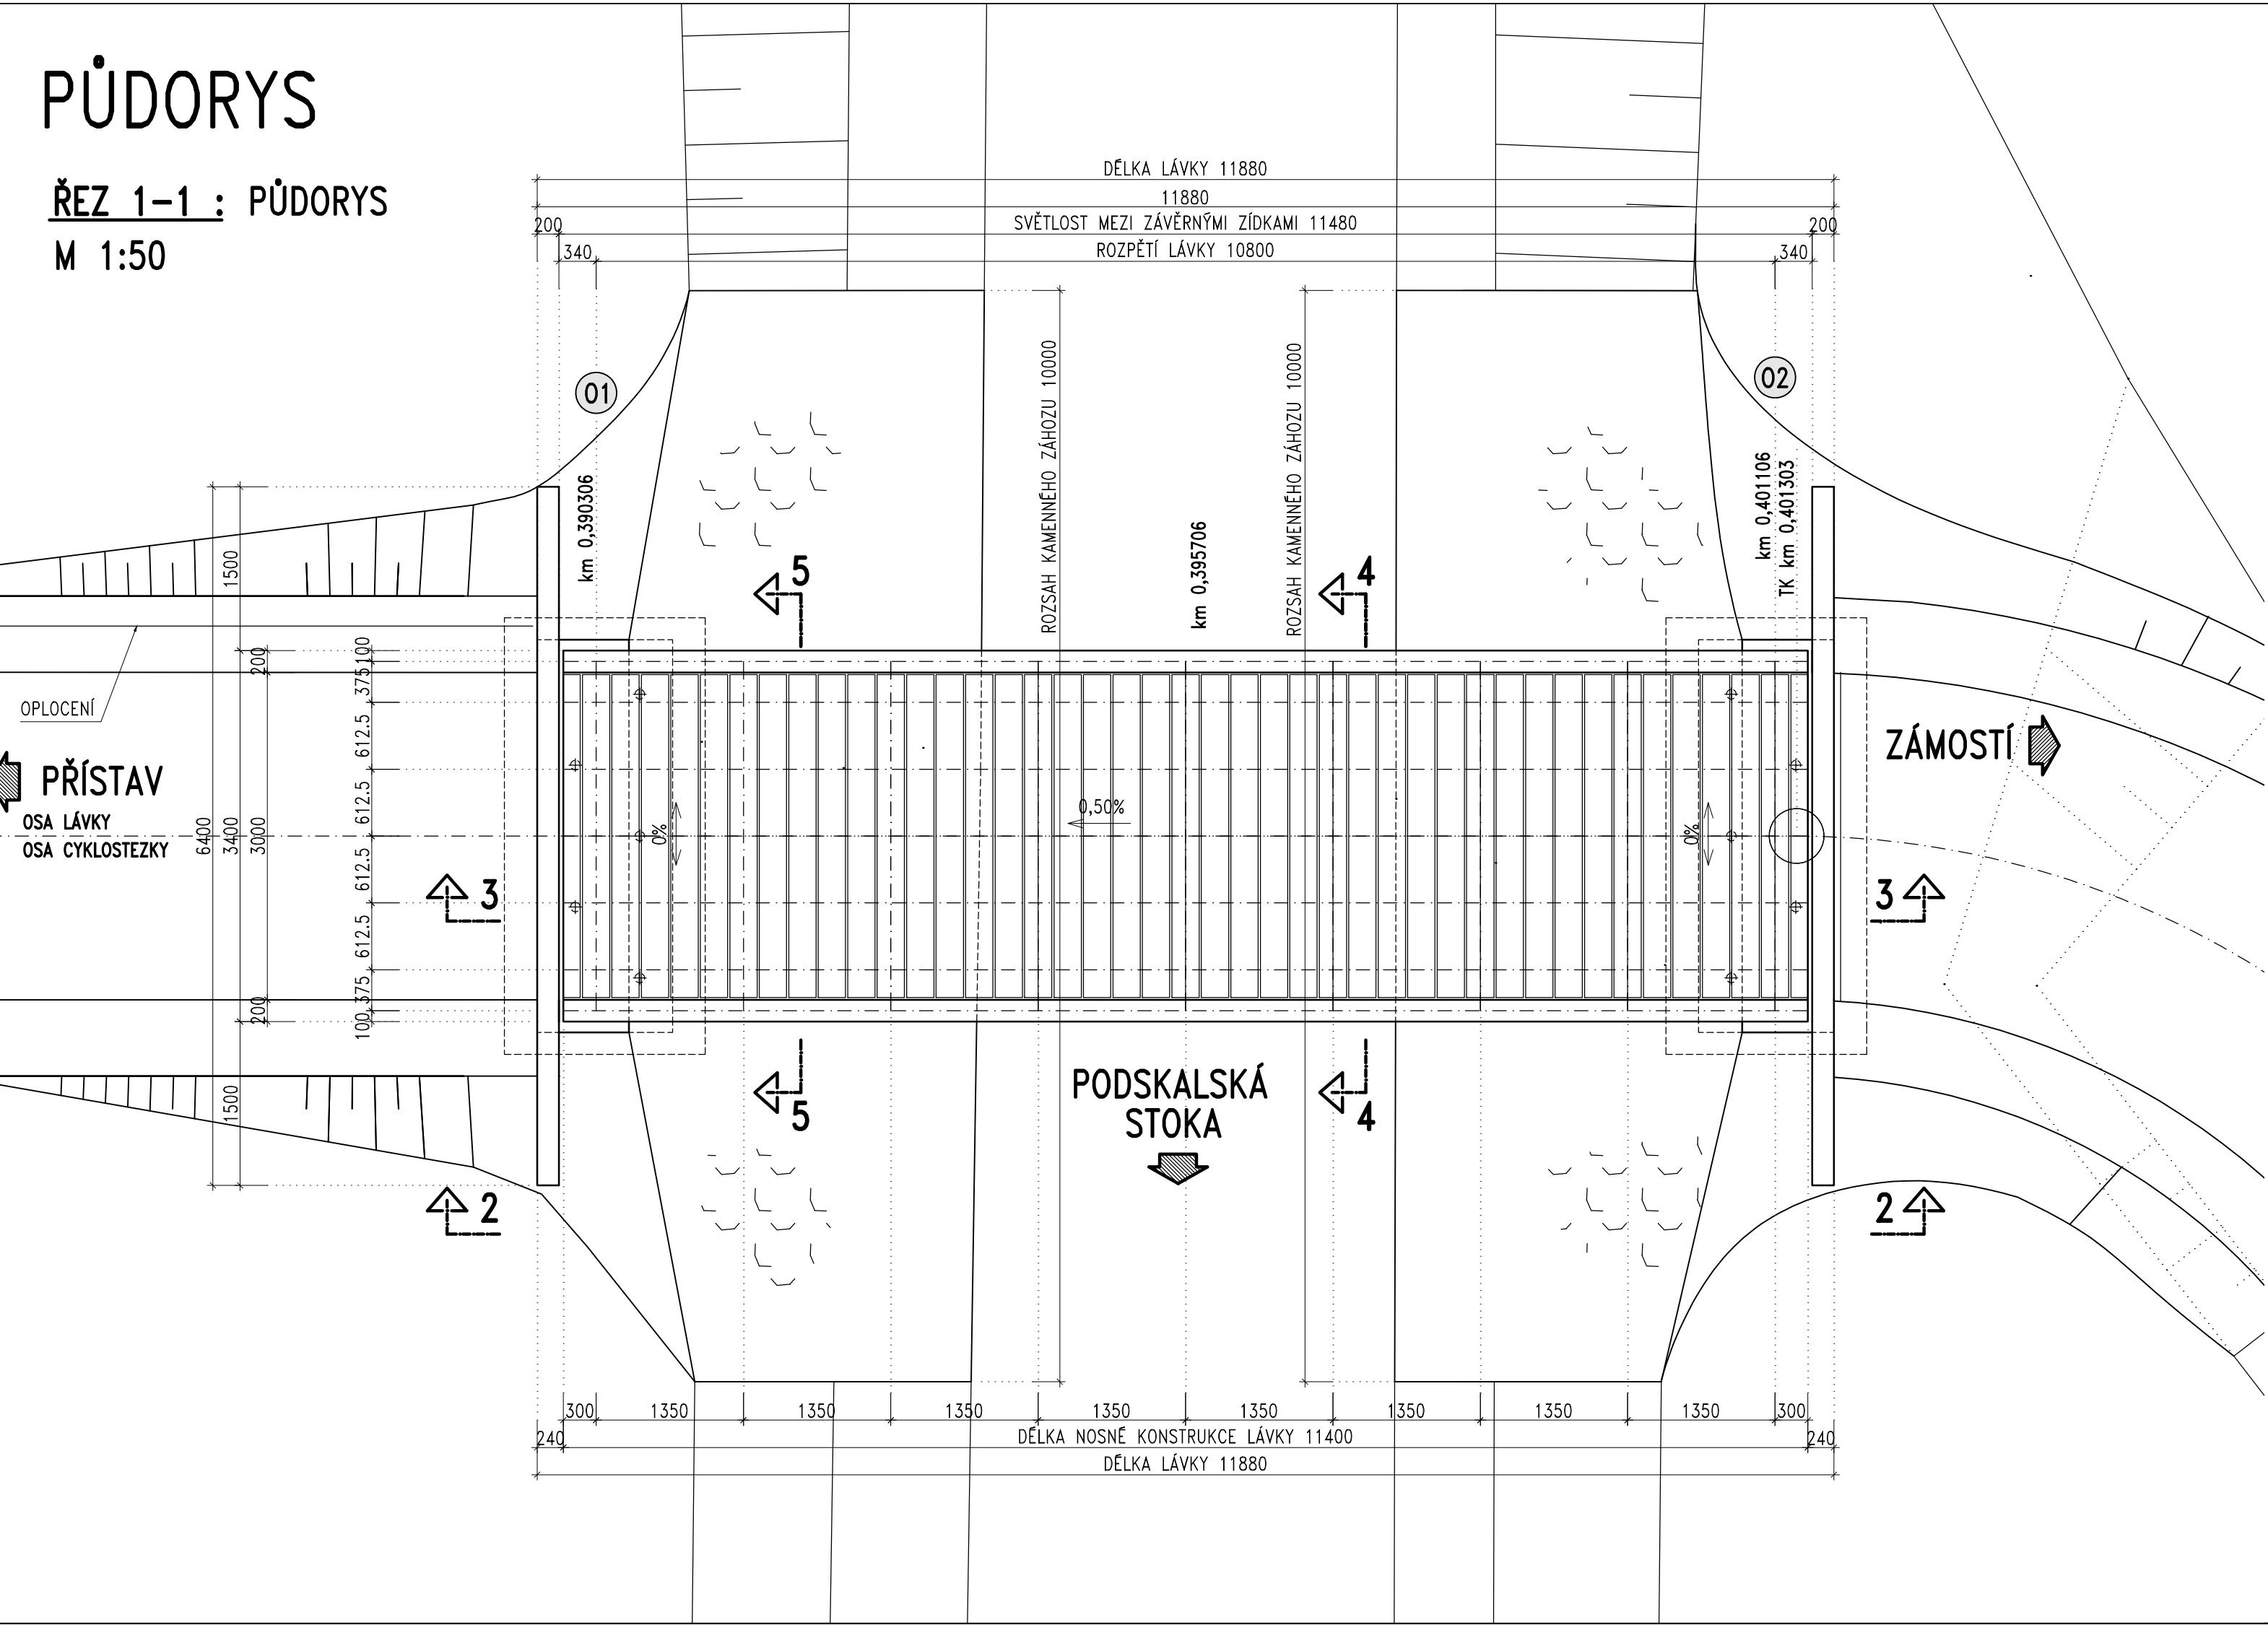 PŮDORYS
ŘEZ 1-1 : PŮDORYS
M 1:50
DÉLKA LÁVKY 11880
11880
200 SVĚTLOST MEZI ZÁVĚRNÝMI ZÍDKAMI 11480 200
340 ROZPĚTÍ LÁVKY 10800 340
01
02
km 0,390306
ROZSAH KAMENNÉHO ZÁHOZU 10000
km 0,395706
ROZSAH KAMENNÉHO ZÁHOZU 10000
km 0,401106
TK km 0,401303
5
4
1500
200
100
375
612.5
612.5
612.5
612.5
375
100
200
1500
6400
3400
3000
OPLOCENÍ
PŘÍSTAV
OSA LÁVKY
OSA CYKLOSTEZKY
ZÁMOSTÍ
0%
0,50%
0%
3
3
PODSKALSKÁ
STOKA
5
4
2
2
300 1350 1350 1350 1350 1350 1350 1350 1350 300
240 DÉLKA NOSNÉ KONSTRUKCE LÁVKY 11400 240
DÉLKA LÁVKY 11880